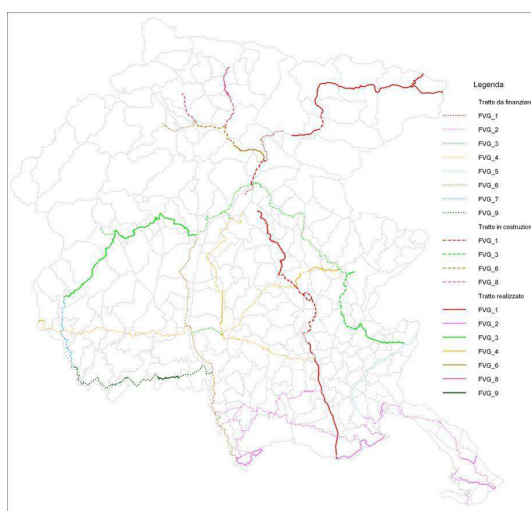 Legenda
Tratto da finanziare
FVG_1
FVG_2
FVG_3
FVG_4
FVG_5
FVG_6
FVG_7
FVG_9
Tratto in costruzione
FVG_1
FVG_3
FVG_6
FVG_8
Tratto realizzato
FVG_1
FVG_2
FVG_3
FVG_4
FVG_6
FVG_8
FVG_9